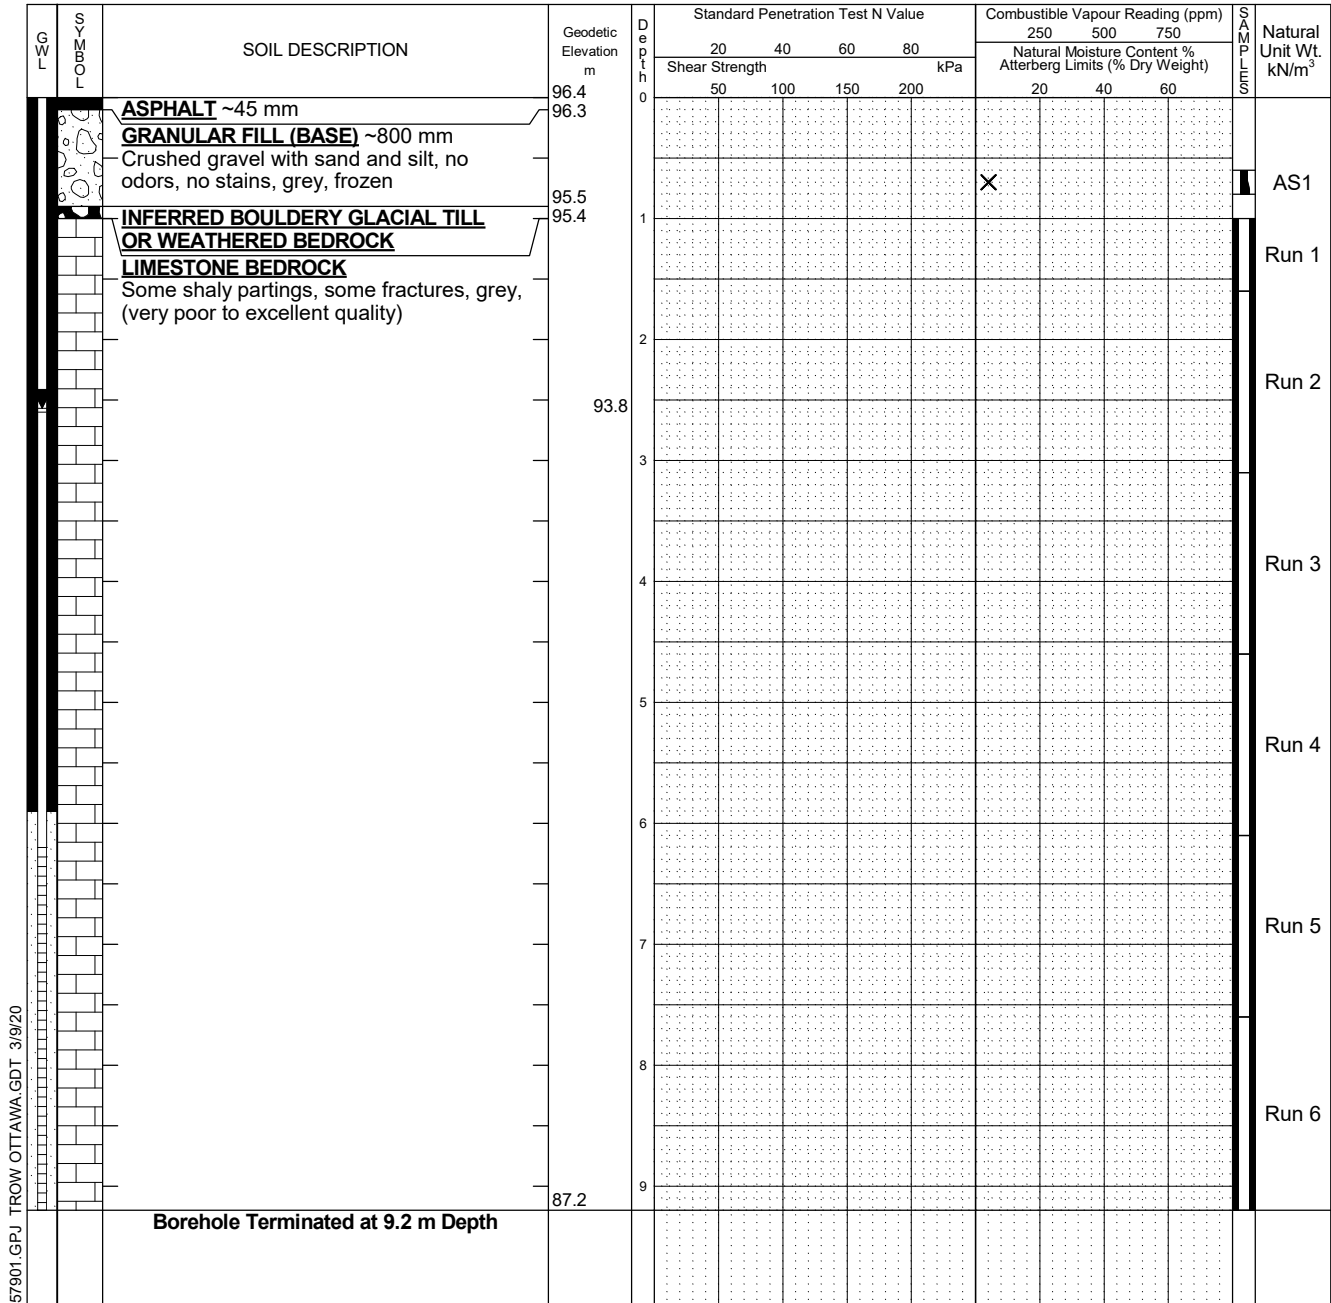 GWL
SYMBOL
SOIL DESCRIPTION
Geodetic
Elevation
m
Depth
Standard Penetration Test N Value
20 40 60 80
Shear Strength kPa
50 100 150 200
Combustible Vapour Reading (ppm)
250 500 750
Natural Moisture Content %
Atterberg Limits (% Dry Weight)
20 40 60
SAMPLES
Natural
Unit Wt.
kN/m³
96.4
0
ASPHALT ~45 mm
96.3
GRANULAR FILL (BASE) ~800 mm
Crushed gravel with sand and silt, no
odors, no stains, grey, frozen
AS1
95.5
INFERRED BOULDERY GLACIAL TILL
95.4
1
OR WEATHERED BEDROCK
Run 1
LIMESTONE BEDROCK
Some shaly partings, some fractures, grey,
(very poor to excellent quality)
2
Run 2
93.8
3
Run 3
4
5
Run 4
6
Run 5
7
8
Run 6
9
87.2
Borehole Terminated at 9.2 m Depth
57901.GPJ TROW OTTAWA.GDT 3/9/20